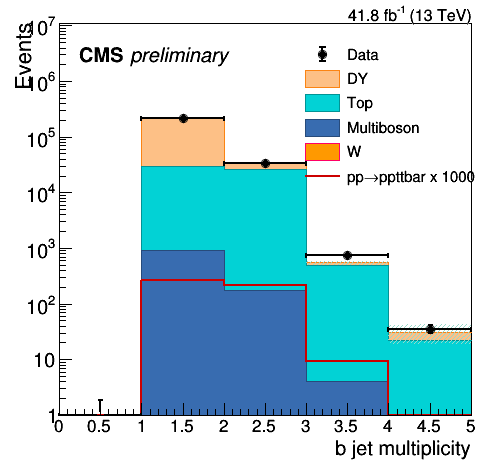 41.8 fb⁻¹ (13 TeV)
Events
CMS preliminary
Data
DY
Top
Multiboson
W
pp→ppttbar x 1000
10⁷
10⁶
10⁵
10⁴
10³
10²
10
1
0 0.5 1 1.5 2 2.5 3 3.5 4 4.5 5
b jet multiplicity